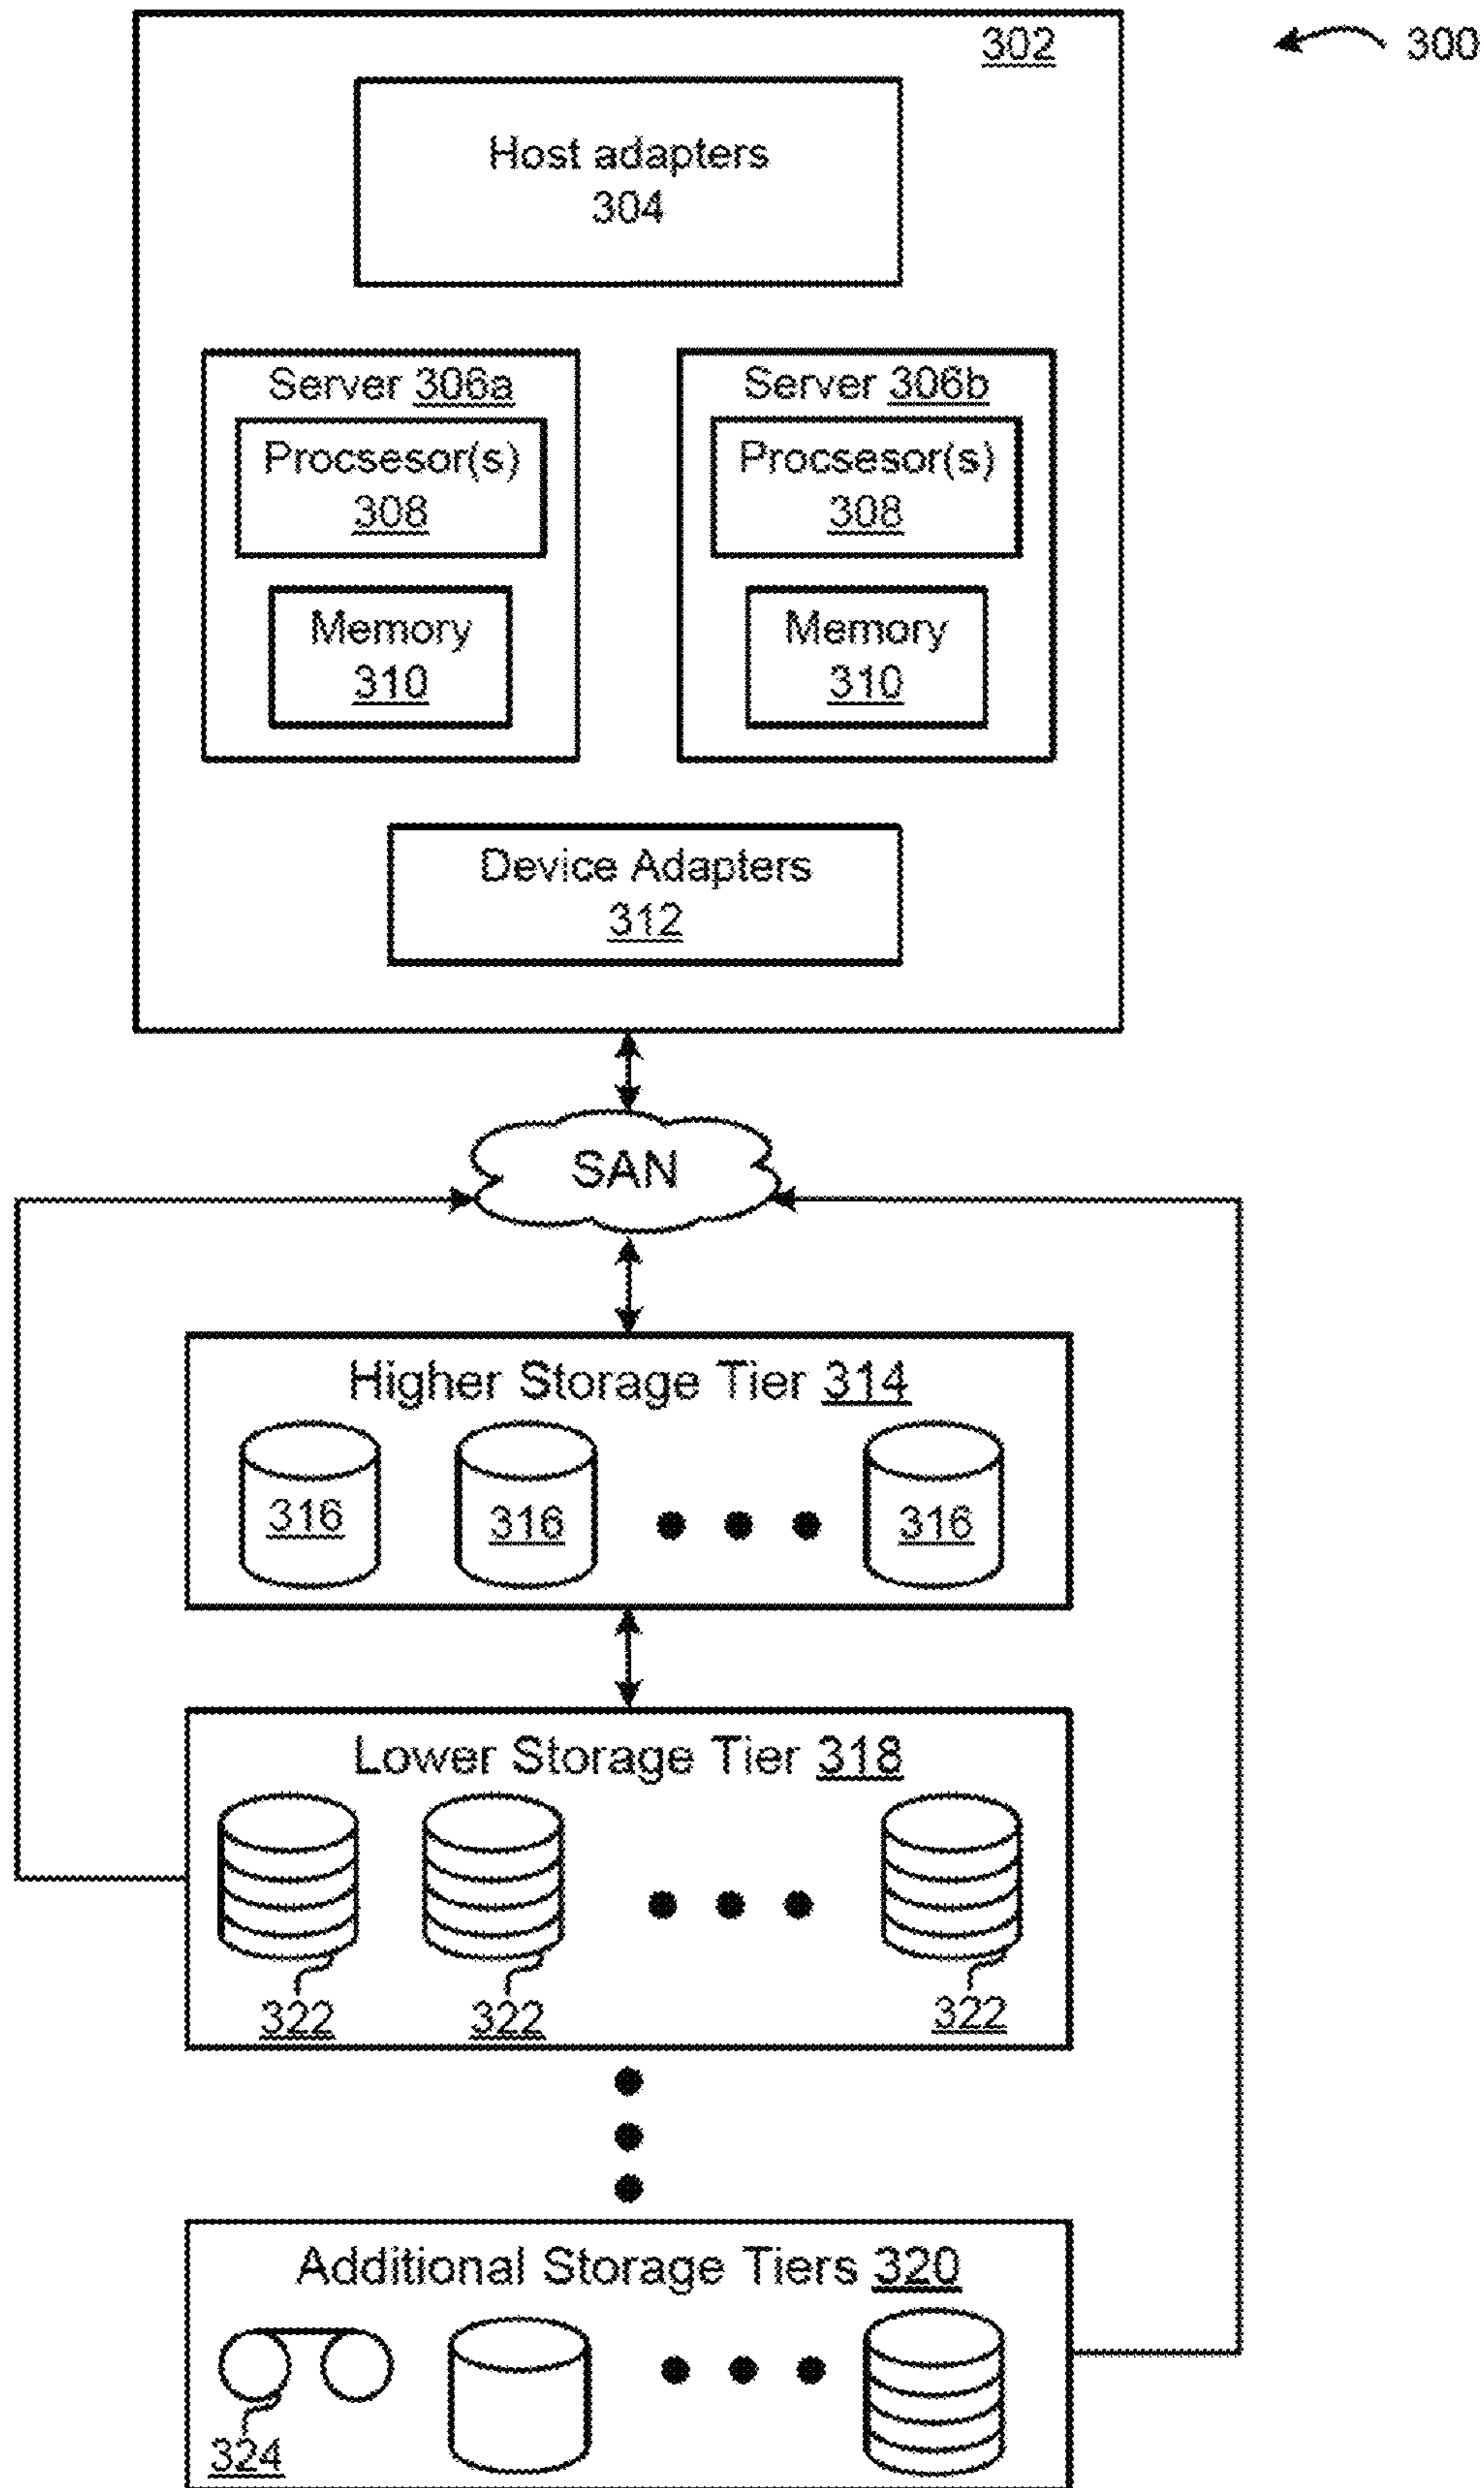 302
300
Host adapters
304
Server 306a
Server 306b
Procsesor(s)
308
Procsesor(s)
308
Memory
310
Memory
310
Device Adapters
312
SAN
Higher Storage Tier 314
316
316
316
Lower Storage Tier 318
322
322
322
Additional Storage Tiers 320
324